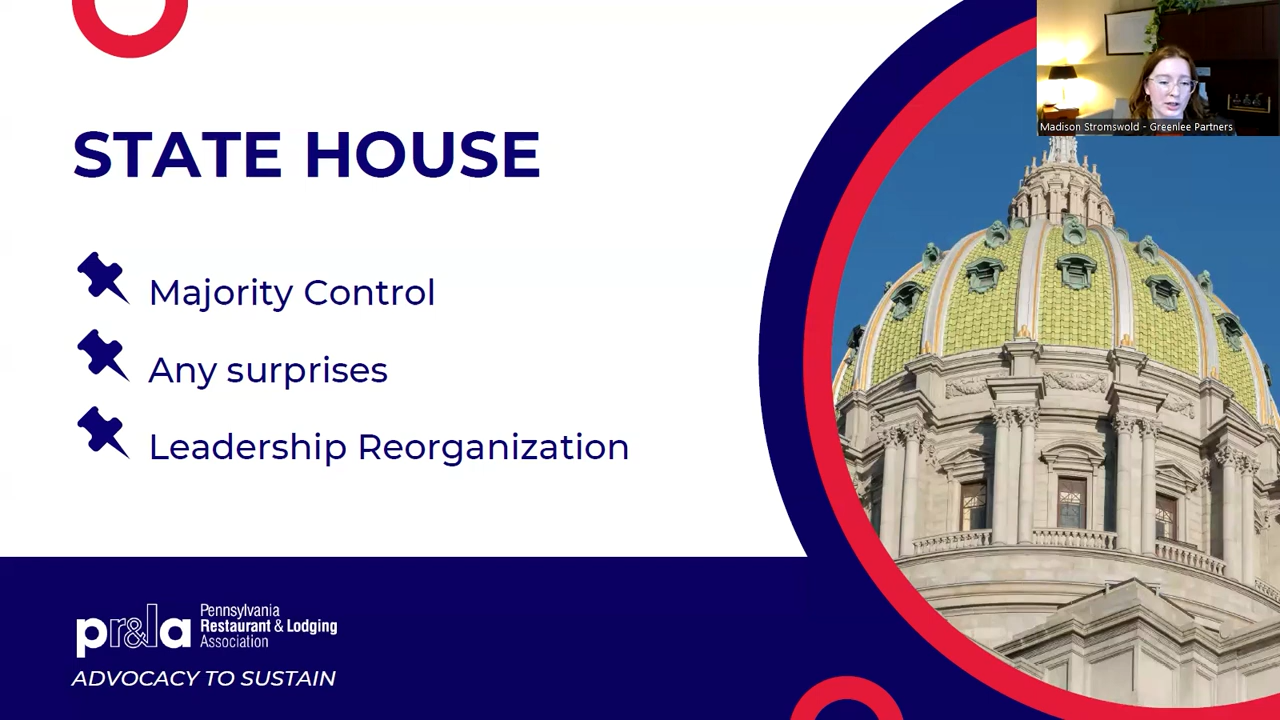 Madison Stromswold - Greenlee Partners
STATE HOUSE
Majority Control
Any surprises
Leadership Reorganization
pr&la
Pennsylvania
Restaurant & Lodging
Association
ADVOCACY TO SUSTAIN